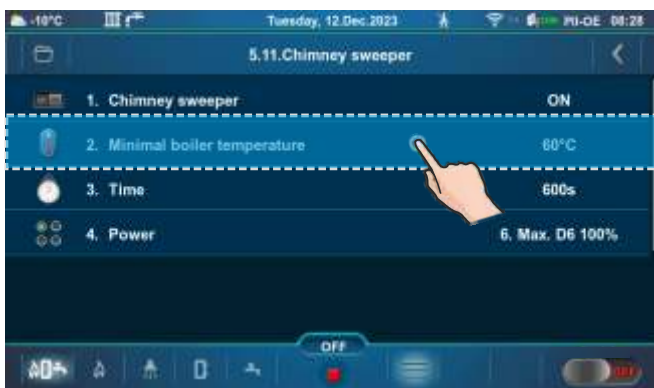 -10°C Tuesday, 12.Dec.2023 PI-OE 08:28
5.11.Chimney sweeper
1. Chimney sweeper ON
2. Minimal boiler temperature 60°C
3. Time 600s
4. Power 6. Max. D6 100%
OFF
OFF